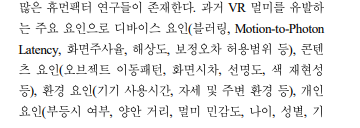 많은 휴먼팩터 연구들이 존재한다. 과거 VR 멀미를 유발하
는 주요 요인으로 디바이스 요인(블러링, Motion-to-Photon
Latency, 화면주사율, 해상도, 보정오차 허용범위 등), 콘텐
츠 요인(오브젝트 이동패턴, 화면시차, 선명도, 색 재현성
등), 환경 요인(기기 사용시간, 자세 및 주변 환경 등), 개인
요인(부등시 여부, 양안 거리, 멀미 민감도, 나이, 성별, 기